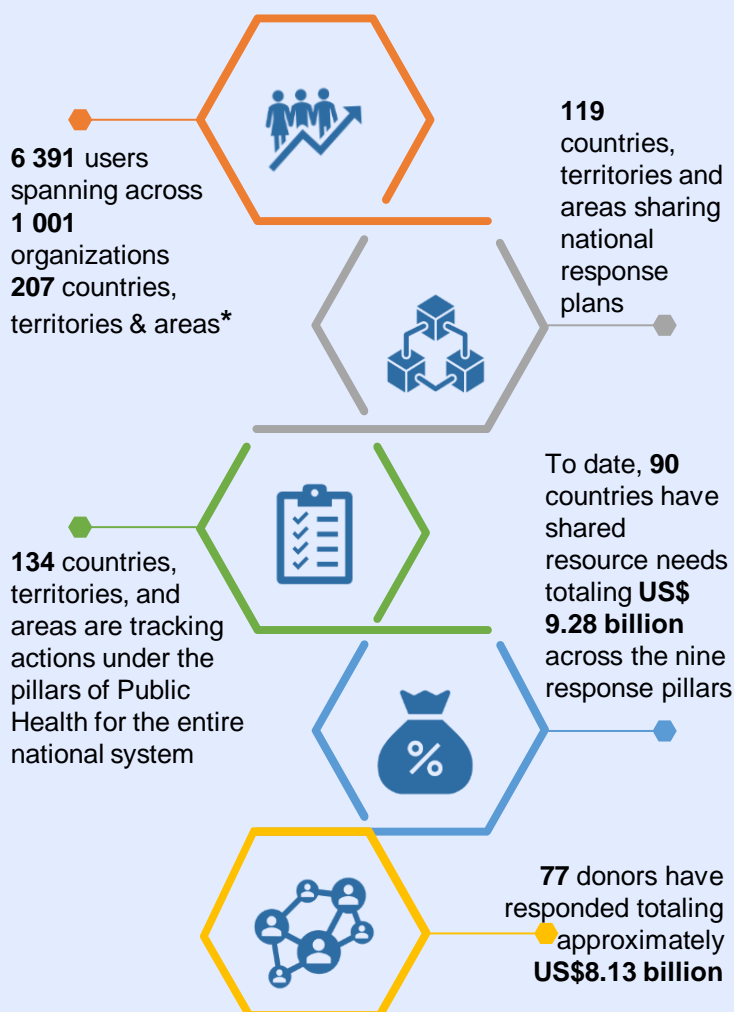 6 391 users
spanning across
1 001
organizations
207 countries,
territories & areas*
119
countries,
territories and
areas sharing
national
response
plans
134 countries,
territories, and
areas are tracking
actions under the
pillars of Public
Health for the entire
national system
To date, 90
countries have
shared
resource needs
totaling US$
9.28 billion
across the nine
response pillars
%
77 donors have
responded totaling
approximately
US$8.13 billion